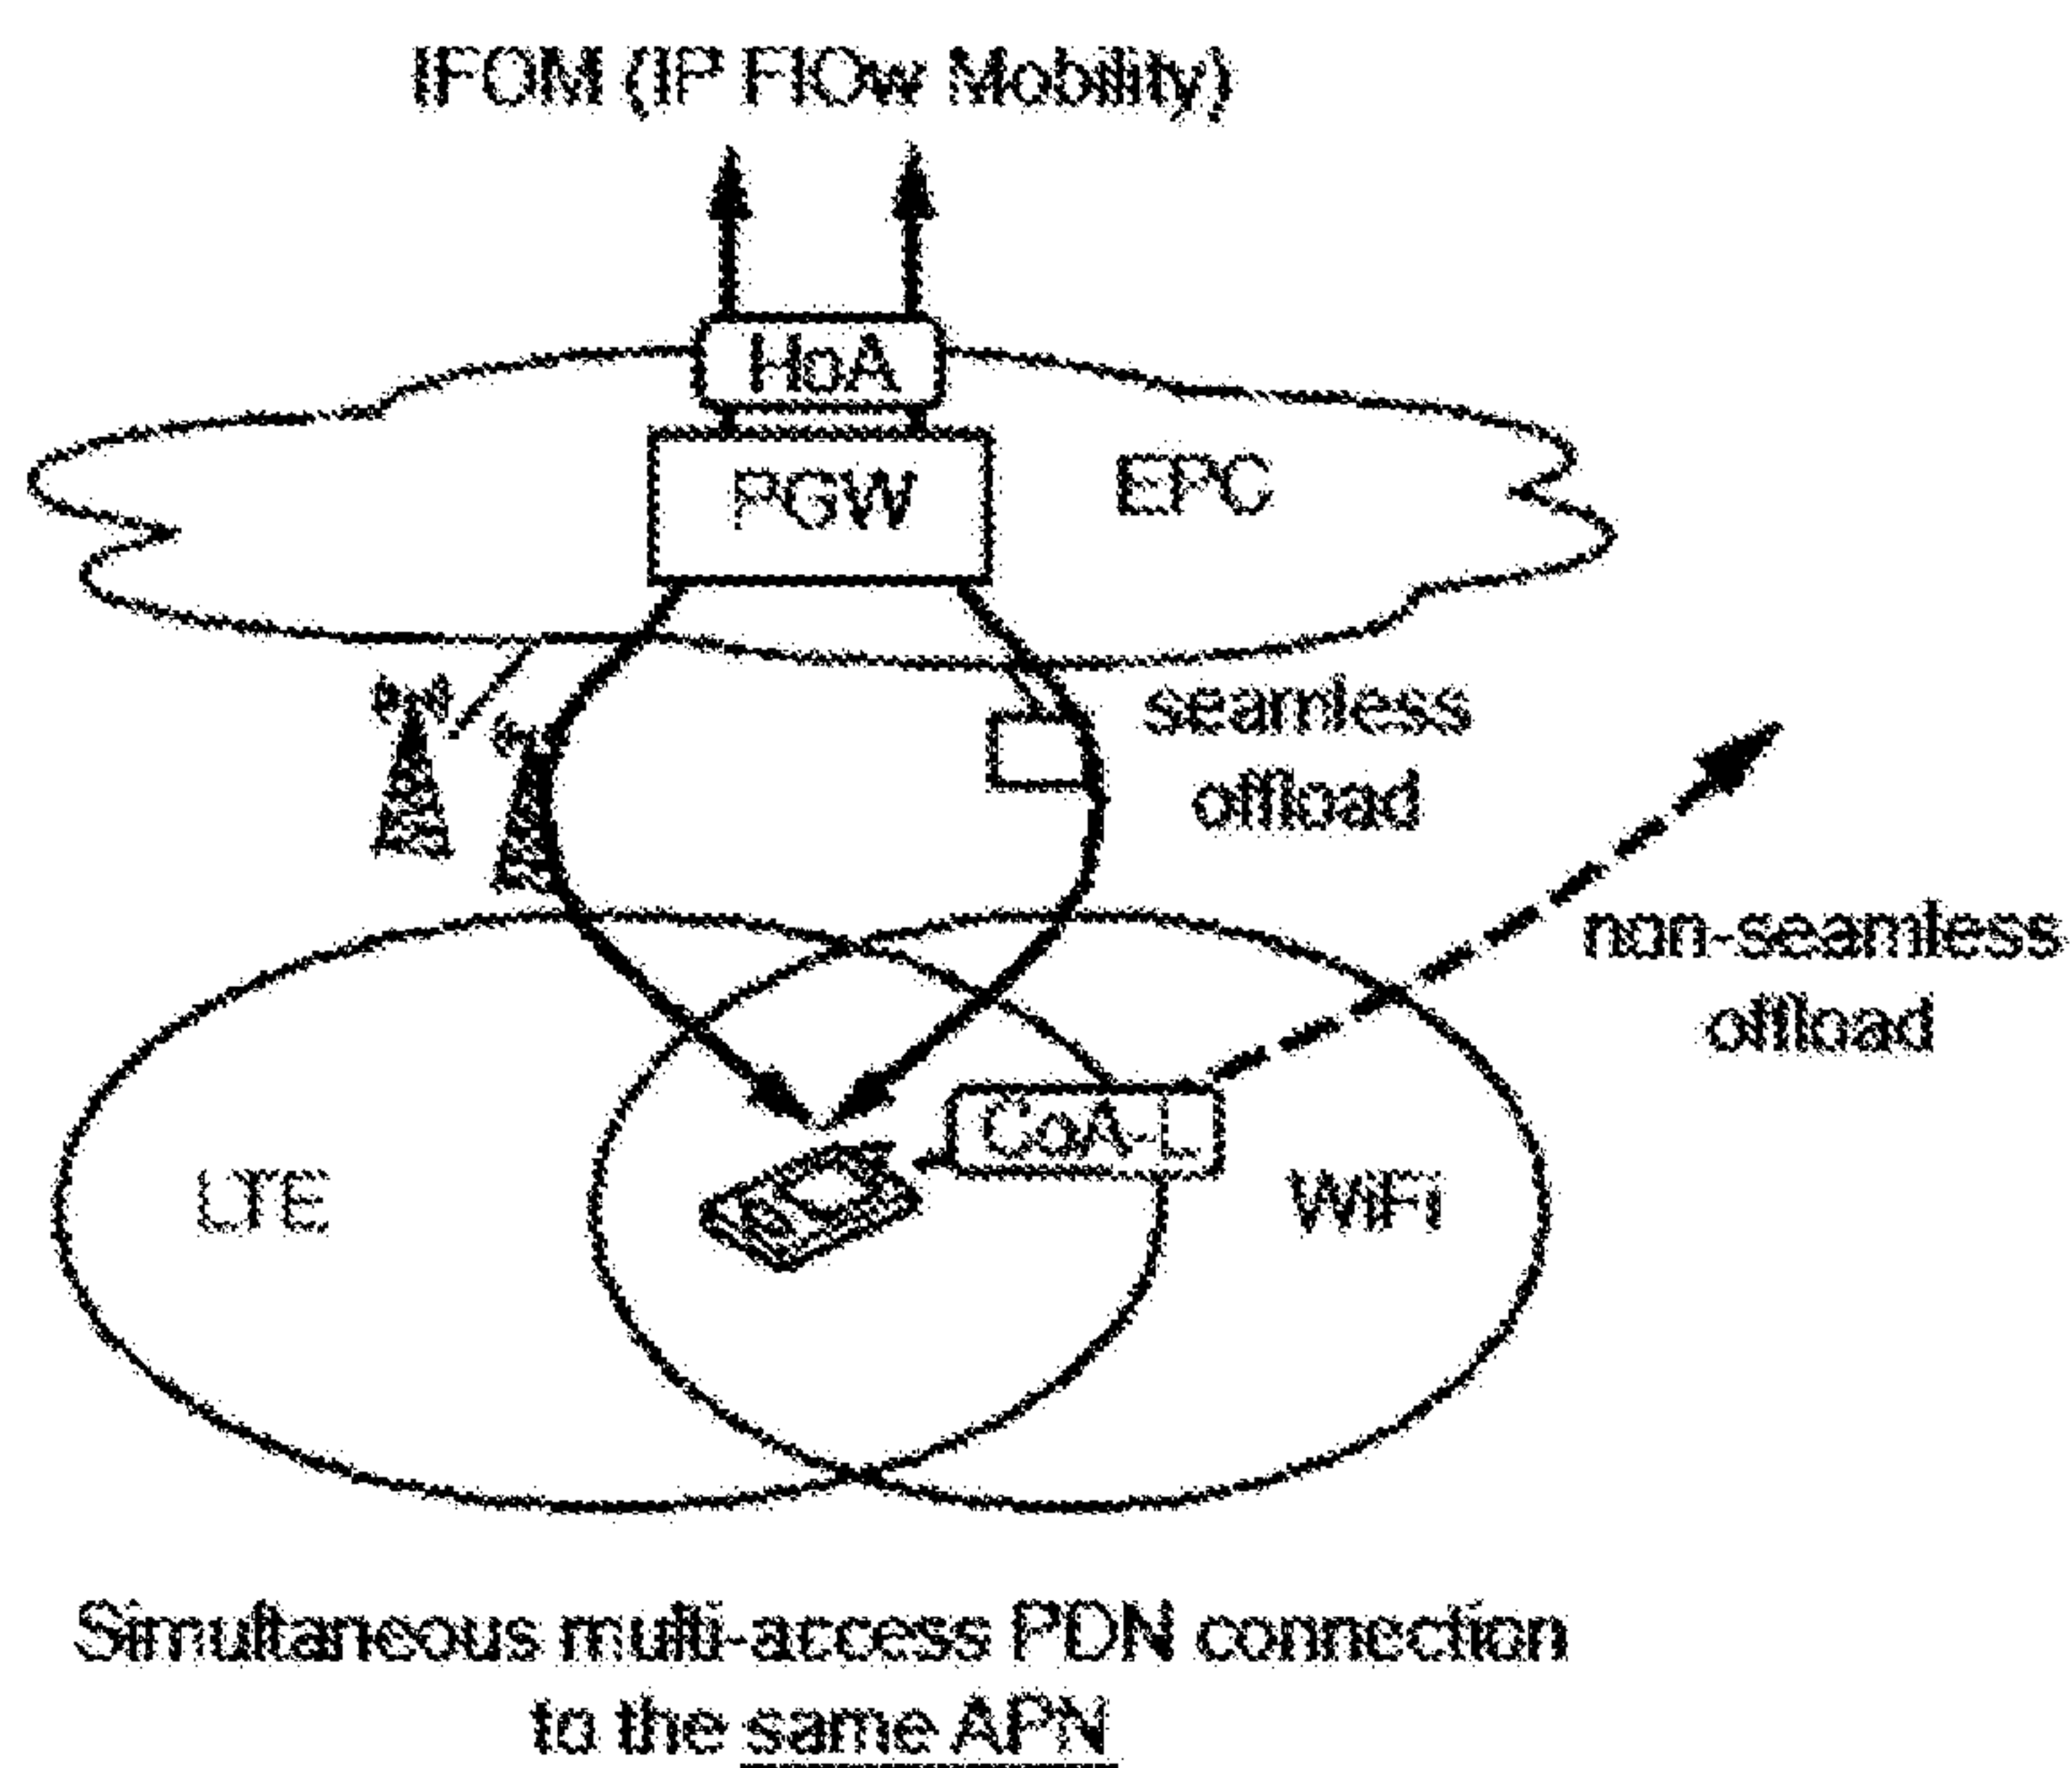 IFOM (IP FlOw Mobility)
HoA
PGW
EPC
seamless
offload
non-seamless
offload
CoA-L
LTE
WiFi
Simultaneous multi-access PDN connection
to the same APN